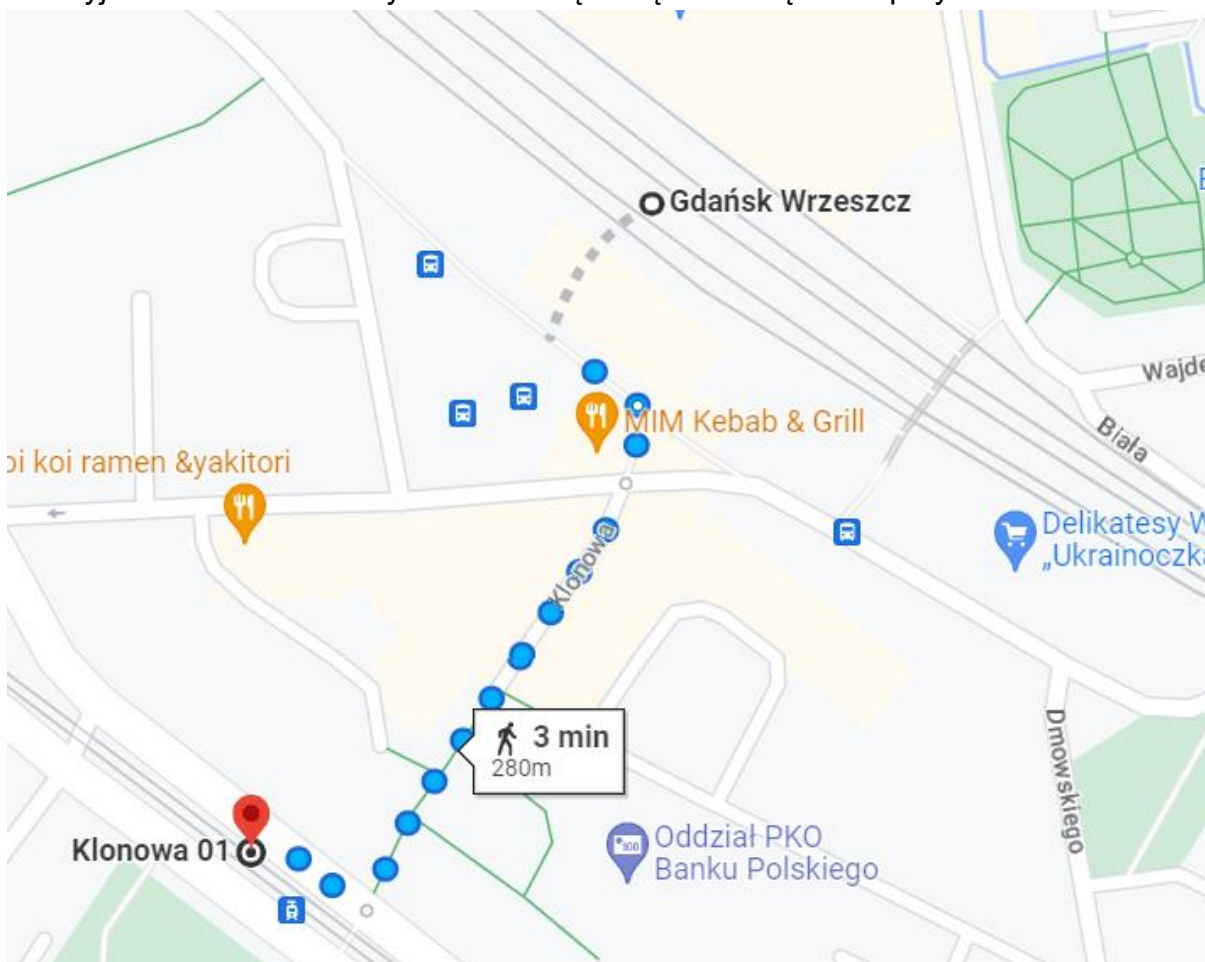 Gdańsk Wrzeszcz
Wajde
MIM Kebab & Grill
Biała
oi koi ramen &yakitori
Delikatesy W
„Ukrainoczka
Klonowa
3 min
280m
Dmowskiego
Oddział PKO
Banku Polskiego
Klonowa 01